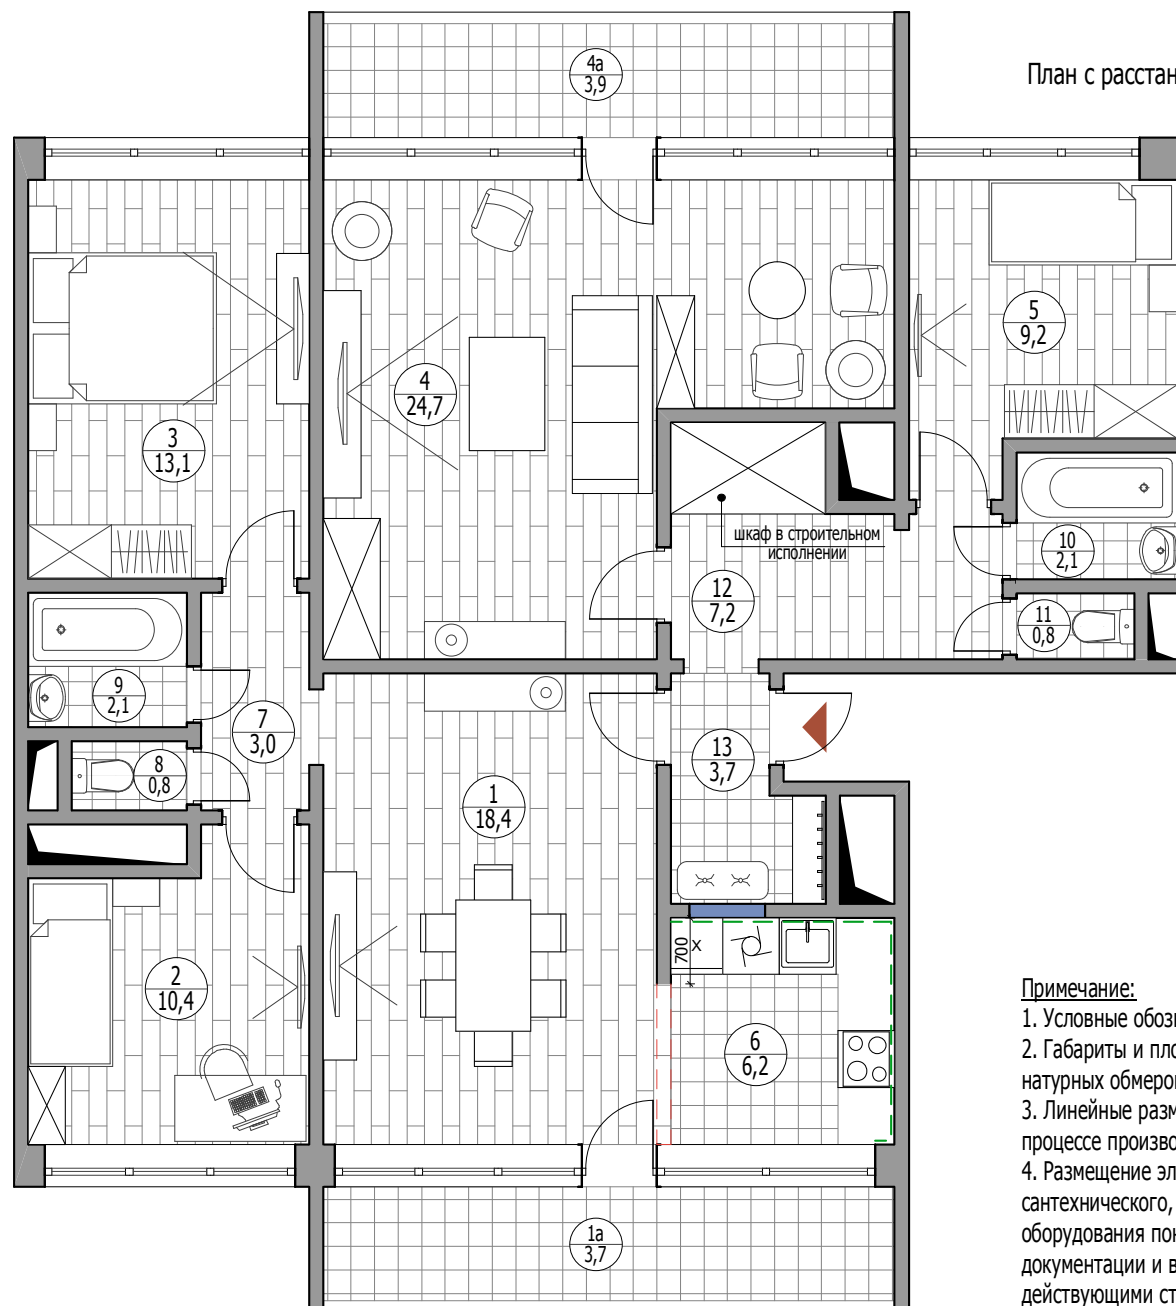 План с расстан
4а
3,9
5
9,2
4
24,7
3
13,1
шкаф в строительном
исполнении
10
2,1
12
7,2
11
0,8
9
2,1
7
3,0
8
0,8
13
3,7
1
18,4
700
X
2
10,4
6
6,2
1а
3,7
Примечание:
1. Условные обозн
2. Габариты и пло
натурных обмеро
3. Линейные разм
процессе произво
4. Размещение эл
сантехнического,
оборудования пон
документации и в
действующими ст